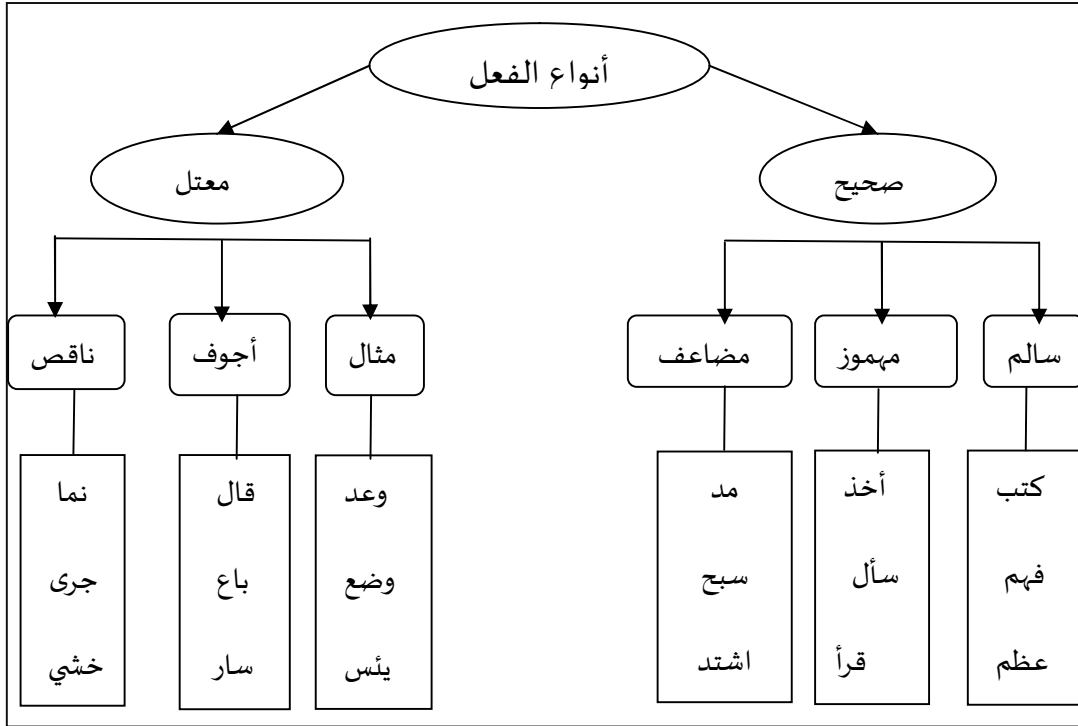 أنواع الفعل
صحيح
معتل
سالم
مهموز
مضاعف
مثال
أجوف
ناقص
كتب
فهم
عظم
أخذ
سأل
قرأ
مد
سبح
اشتد
وعد
وضع
يئس
قال
باع
سار
نما
جرى
خشي